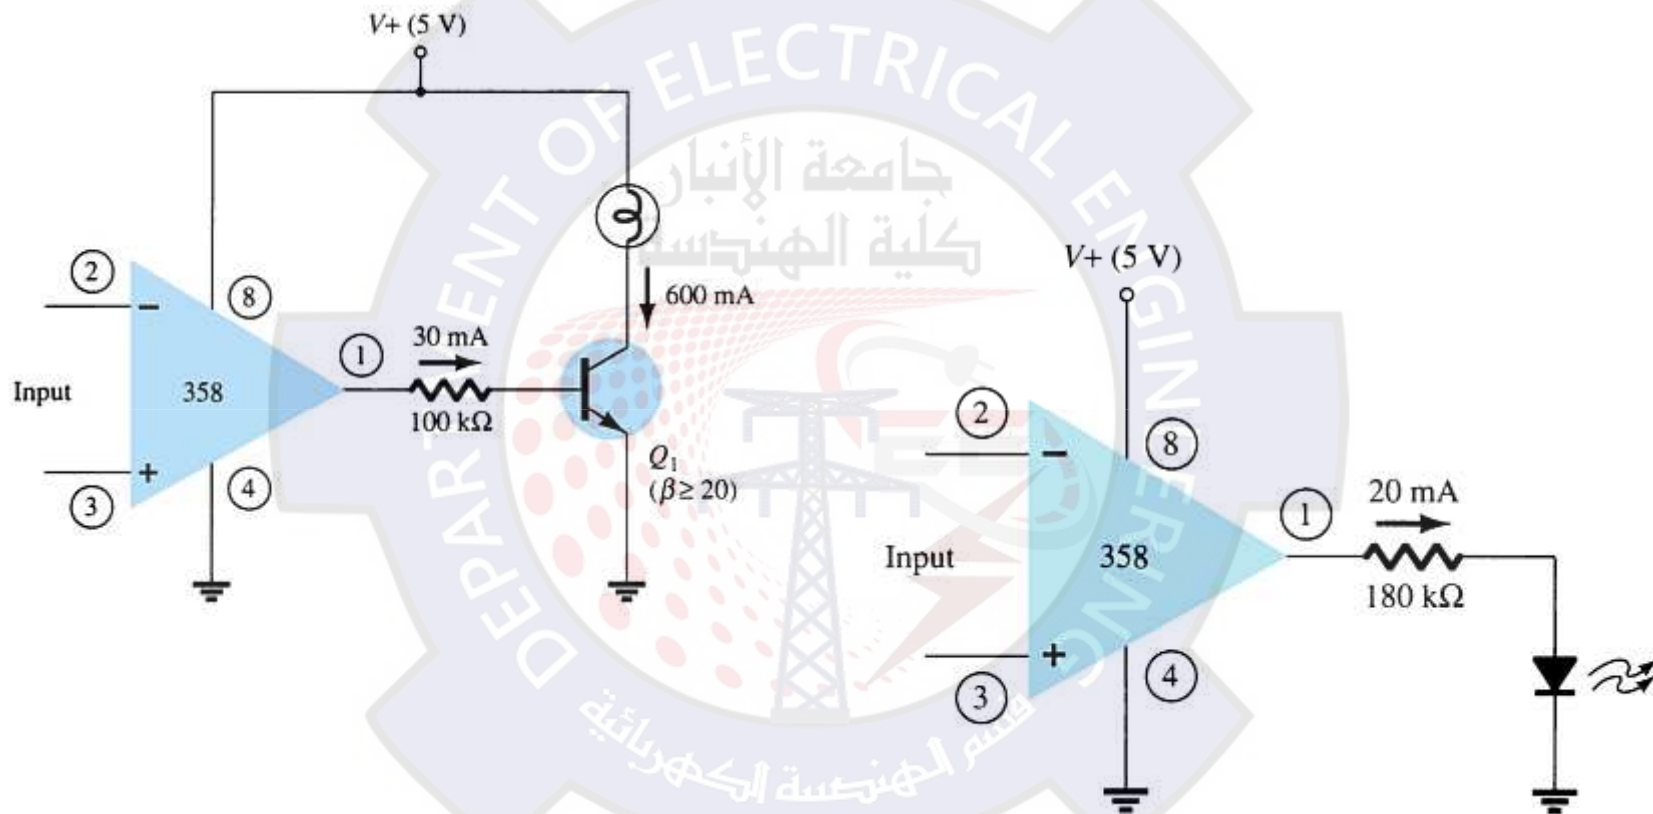 V+ (5 V)
2
−
8
Input
358
1
30 mA
100 kΩ
600 mA
Q1
(β ≥ 20)
3
+
4
V+ (5 V)
2
−
8
Input
358
1
20 mA
180 kΩ
3
+
4
DEPARTMENT OF ELECTRICAL ENGINEERING
جامعة الأنبار
كلية الهندسة
قسم الهندسة الكهربائية
EE